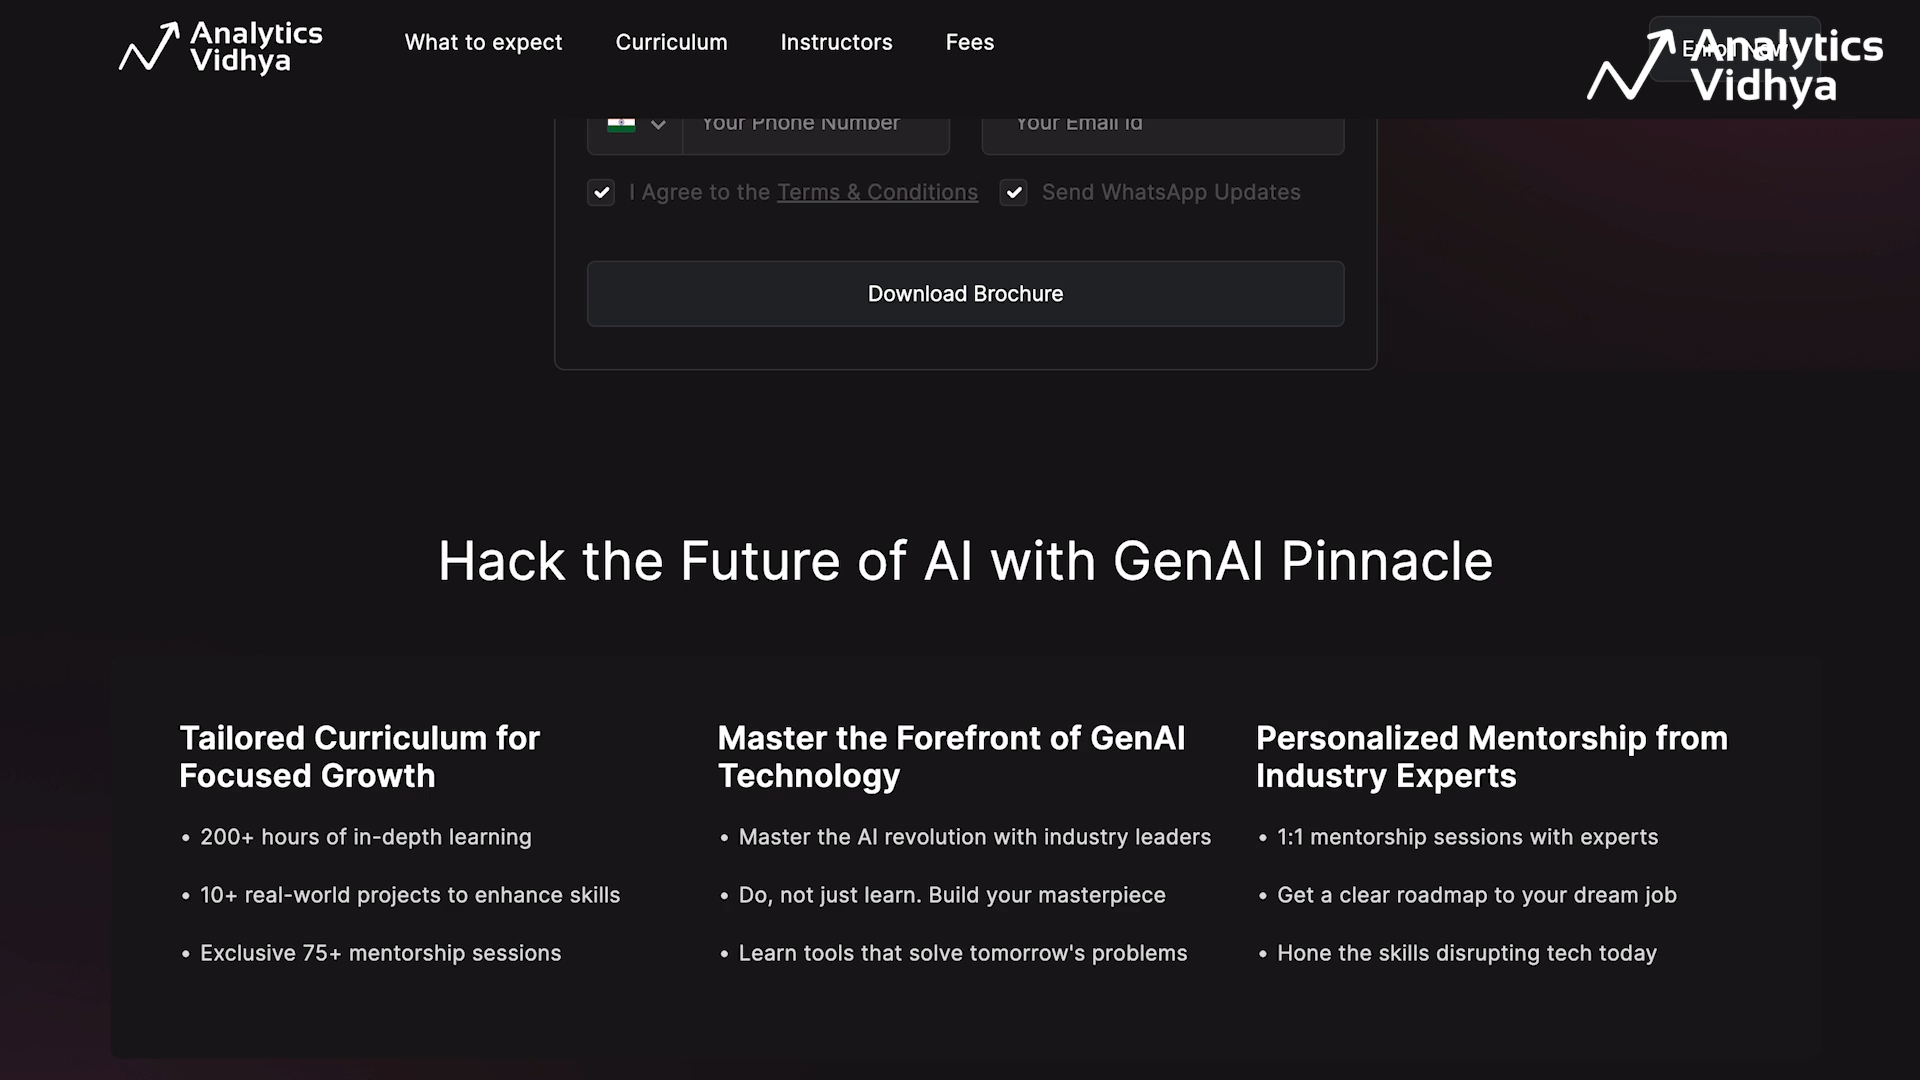 Analytics
Vidhya
What to expect
Curriculum
Instructors
Fees
Enroll Now
Analytics
Vidhya
Your Phone Number
Your Email Id
I Agree to the Terms & Conditions
Send WhatsApp Updates
Download Brochure
Hack the Future of AI with GenAI Pinnacle
Tailored Curriculum for
Focused Growth
• 200+ hours of in-depth learning
• 10+ real-world projects to enhance skills
• Exclusive 75+ mentorship sessions
Master the Forefront of GenAI
Technology
• Master the AI revolution with industry leaders
• Do, not just learn. Build your masterpiece
• Learn tools that solve tomorrow's problems
Personalized Mentorship from
Industry Experts
• 1:1 mentorship sessions with experts
• Get a clear roadmap to your dream job
• Hone the skills disrupting tech today